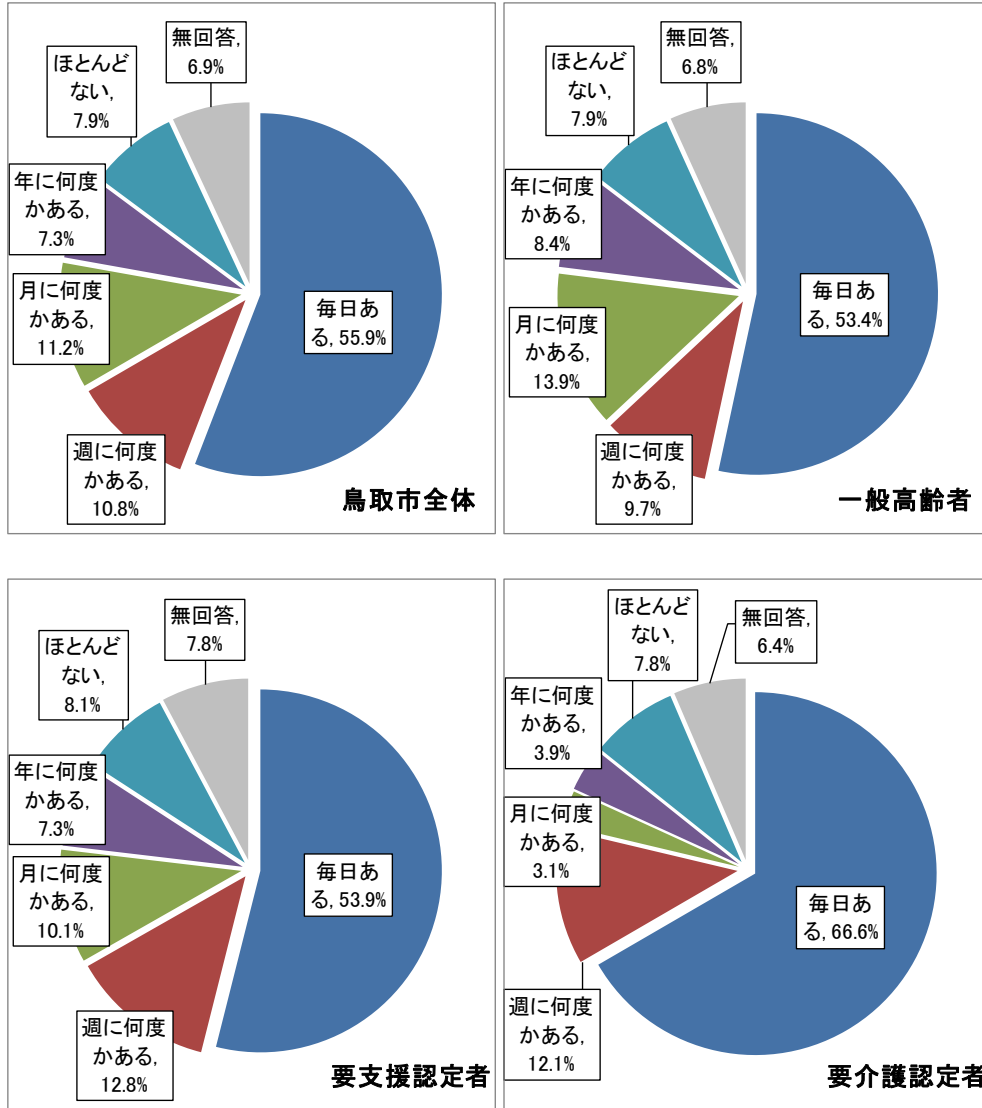 無回答,
6.9%
ほとんど
ない,
7.9%
年に何度
かある,
7.3%
月に何度
かある,
11.2%
週に何度
かある,
10.8%
毎日あ
る, 55.9%
鳥取市全体
無回答,
6.8%
ほとんど
ない,
7.9%
年に何度
かある,
8.4%
月に何度
かある,
13.9%
週に何度
かある,
9.7%
毎日あ
る, 53.4%
一般高齢者
無回答,
7.8%
ほとんど
ない,
8.1%
年に何度
かある,
7.3%
月に何度
かある,
10.1%
週に何度
かある,
12.8%
毎日あ
る, 53.9%
要支援認定者
無回答,
6.4%
ほとんど
ない,
7.8%
年に何度
かある,
3.9%
月に何度
かある,
3.1%
週に何度
かある,
12.1%
毎日あ
る, 66.6%
要介護認定者